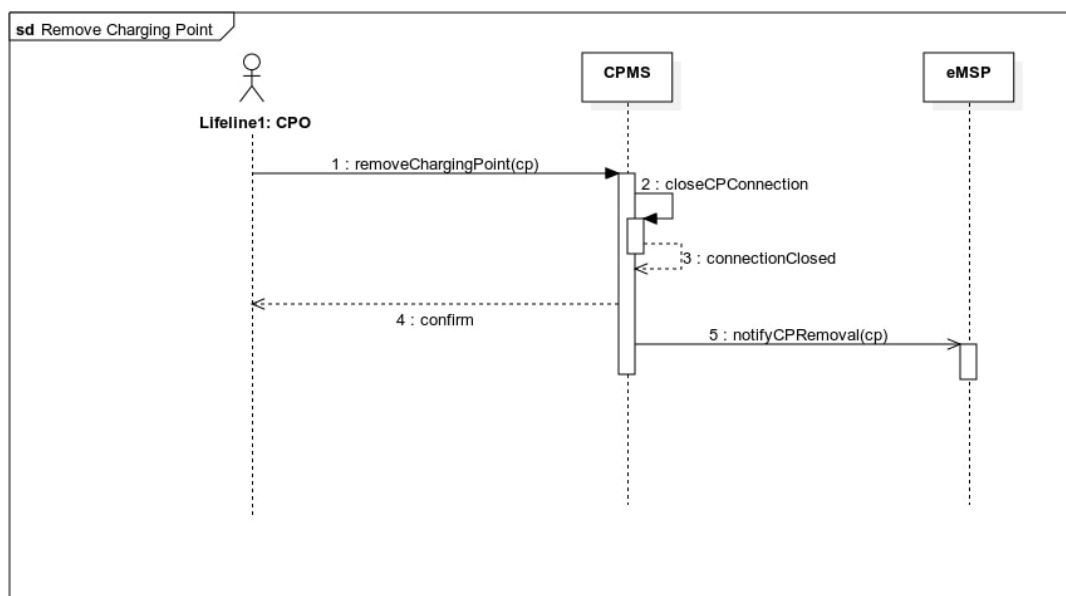 sd Remove Charging Point
CPMS
eMSP
Lifeline1: CPO
1 : removeChargingPoint(cp)
2 : closeCPConnection
3 : connectionClosed
4 : confirm
5 : notifyCPRemoval(cp)